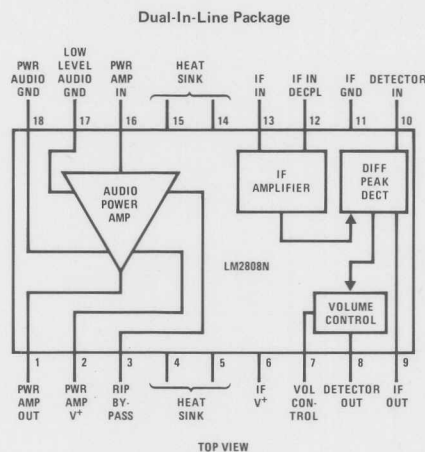 Dual-In-Line Package
LOW
PWR LEVEL PWR
AUDIO AUDIO AMP HEAT IF IF IN IF DETECTOR
GND GND IN SINK IN DECPL GND IN
18 17 16 15 14 13 12 11 10
AUDIO
POWER
AMP
IF
AMPLIFIER
DIFF
PEAK
DECT
LM2808N
VOLUME
CONTROL
1 2 3 4 5 6 7 8 9
PWR PWR RIP HEAT IF VOL DETECTOR IF
AMP AMP BY- SINK V+ CON- OUT OUT
OUT V+ PASS TROL
TOP VIEW